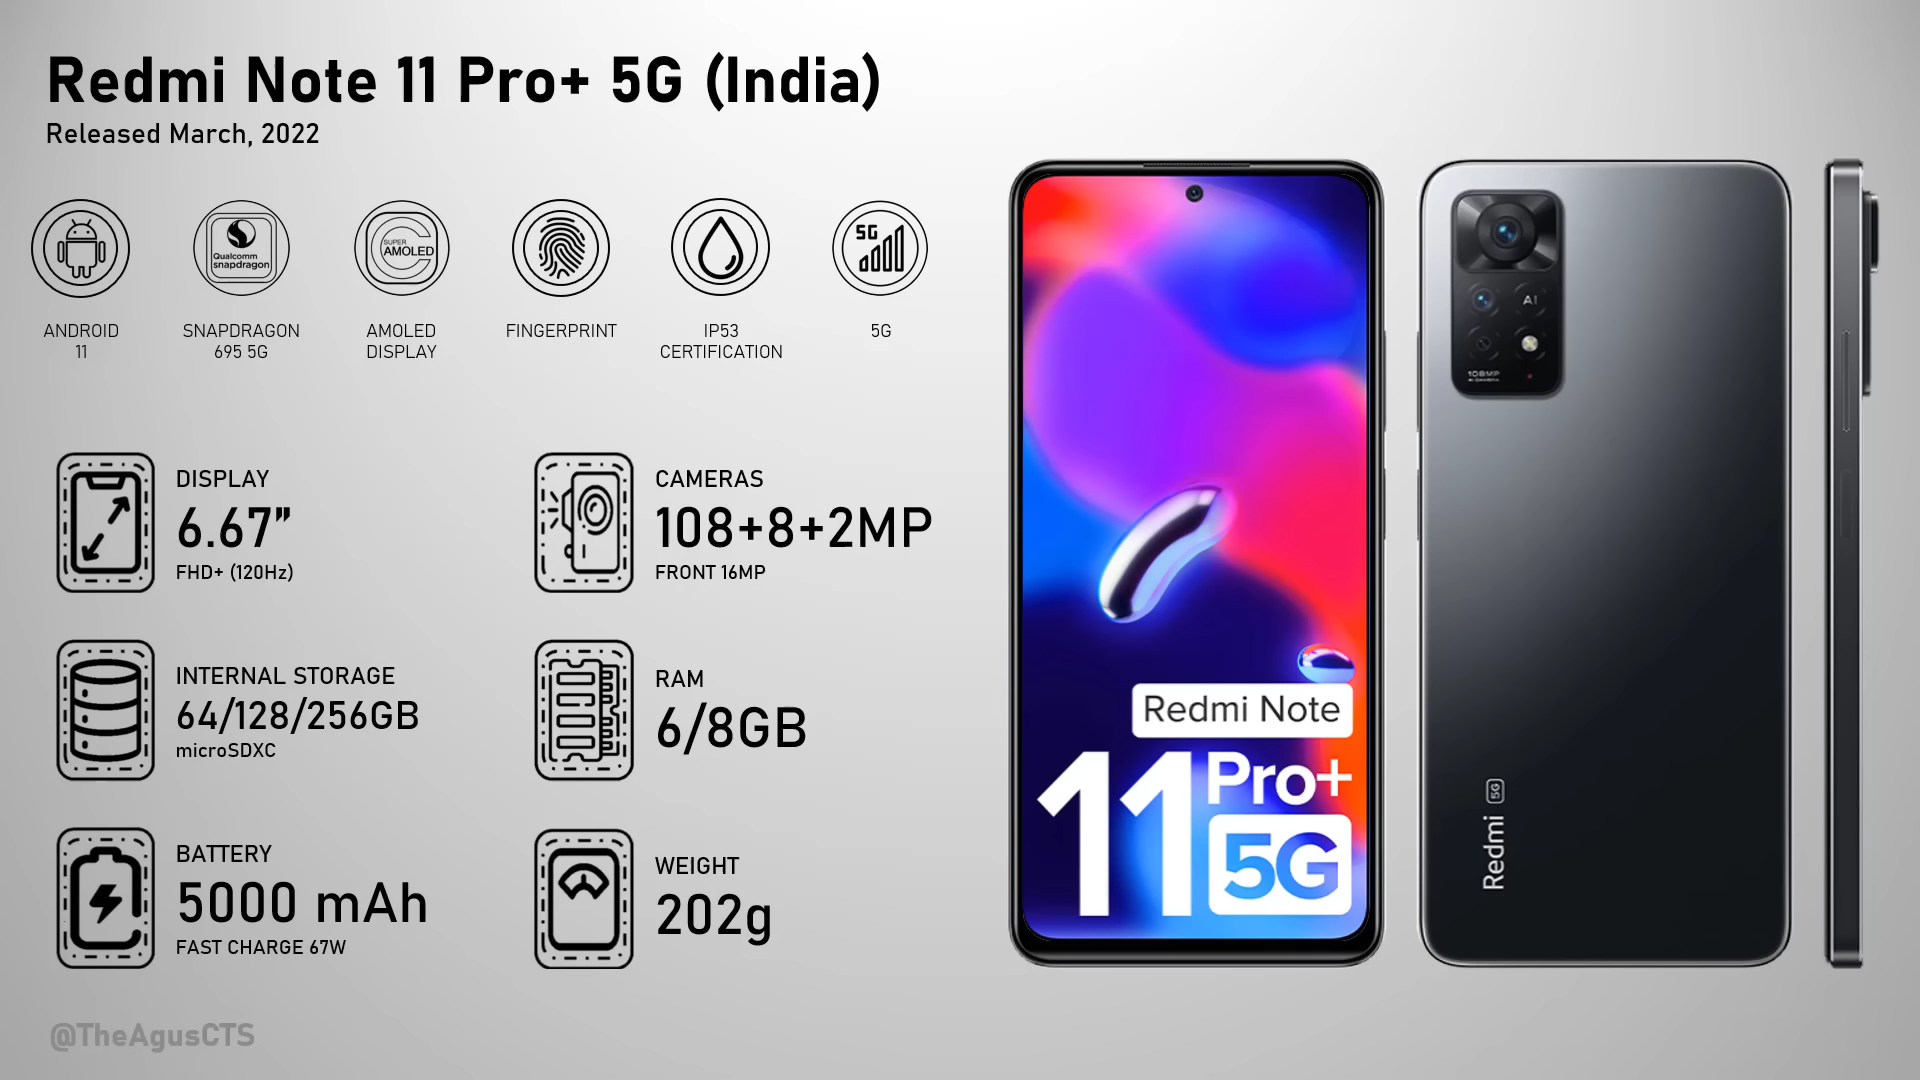 Redmi Note 11 Pro+ 5G (India)
Released March, 2022
SUPER
AMOLED
Qualcomm
snapdragon
5G
ANDROID
11
SNAPDRAGON
695 5G
AMOLED
DISPLAY
FINGERPRINT
IP53
CERTIFICATION
5G
DISPLAY
6.67”
FHD+ (120Hz)
CAMERAS
108+8+2MP
FRONT 16MP
INTERNAL STORAGE
64/128/256GB
microSDXC
RAM
6/8GB
BATTERY
5000 mAh
FAST CHARGE 67W
WEIGHT
202g
@TheAgusCTS
Redmi Note
11 Pro+
5G
AI
108MP
AI CAMERA
Redmi 5G